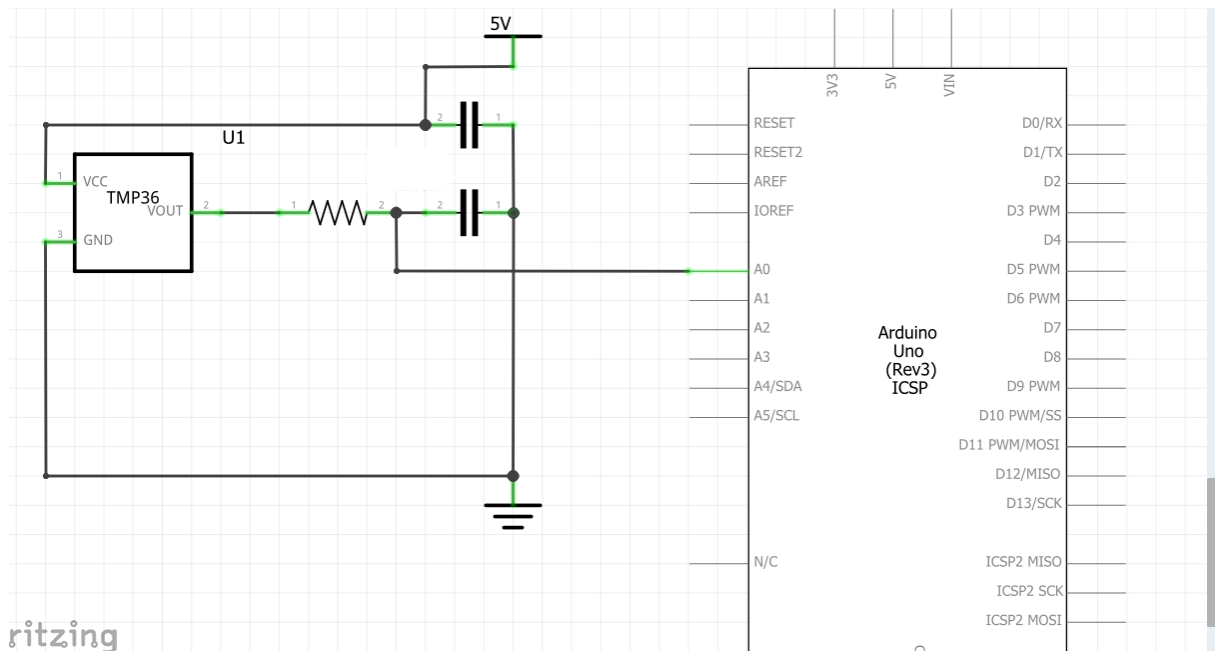 5V
3V3
5V
VIN
U1
1
VCC
TMP36
VOUT
2
3
GND
1
2
2
1
2
1
RESET
RESET2
AREF
IOREF
A0
A1
A2
A3
A4/SDA
A5/SCL
N/C
Arduino
Uno
(Rev3)
ICSP
D0/RX
D1/TX
D2
D3 PWM
D4
D5 PWM
D6 PWM
D7
D8
D9 PWM
D10 PWM/SS
D11 PWM/MOSI
D12/MISO
D13/SCK
ICSP2 MISO
ICSP2 SCK
ICSP2 MOSI
ritzing